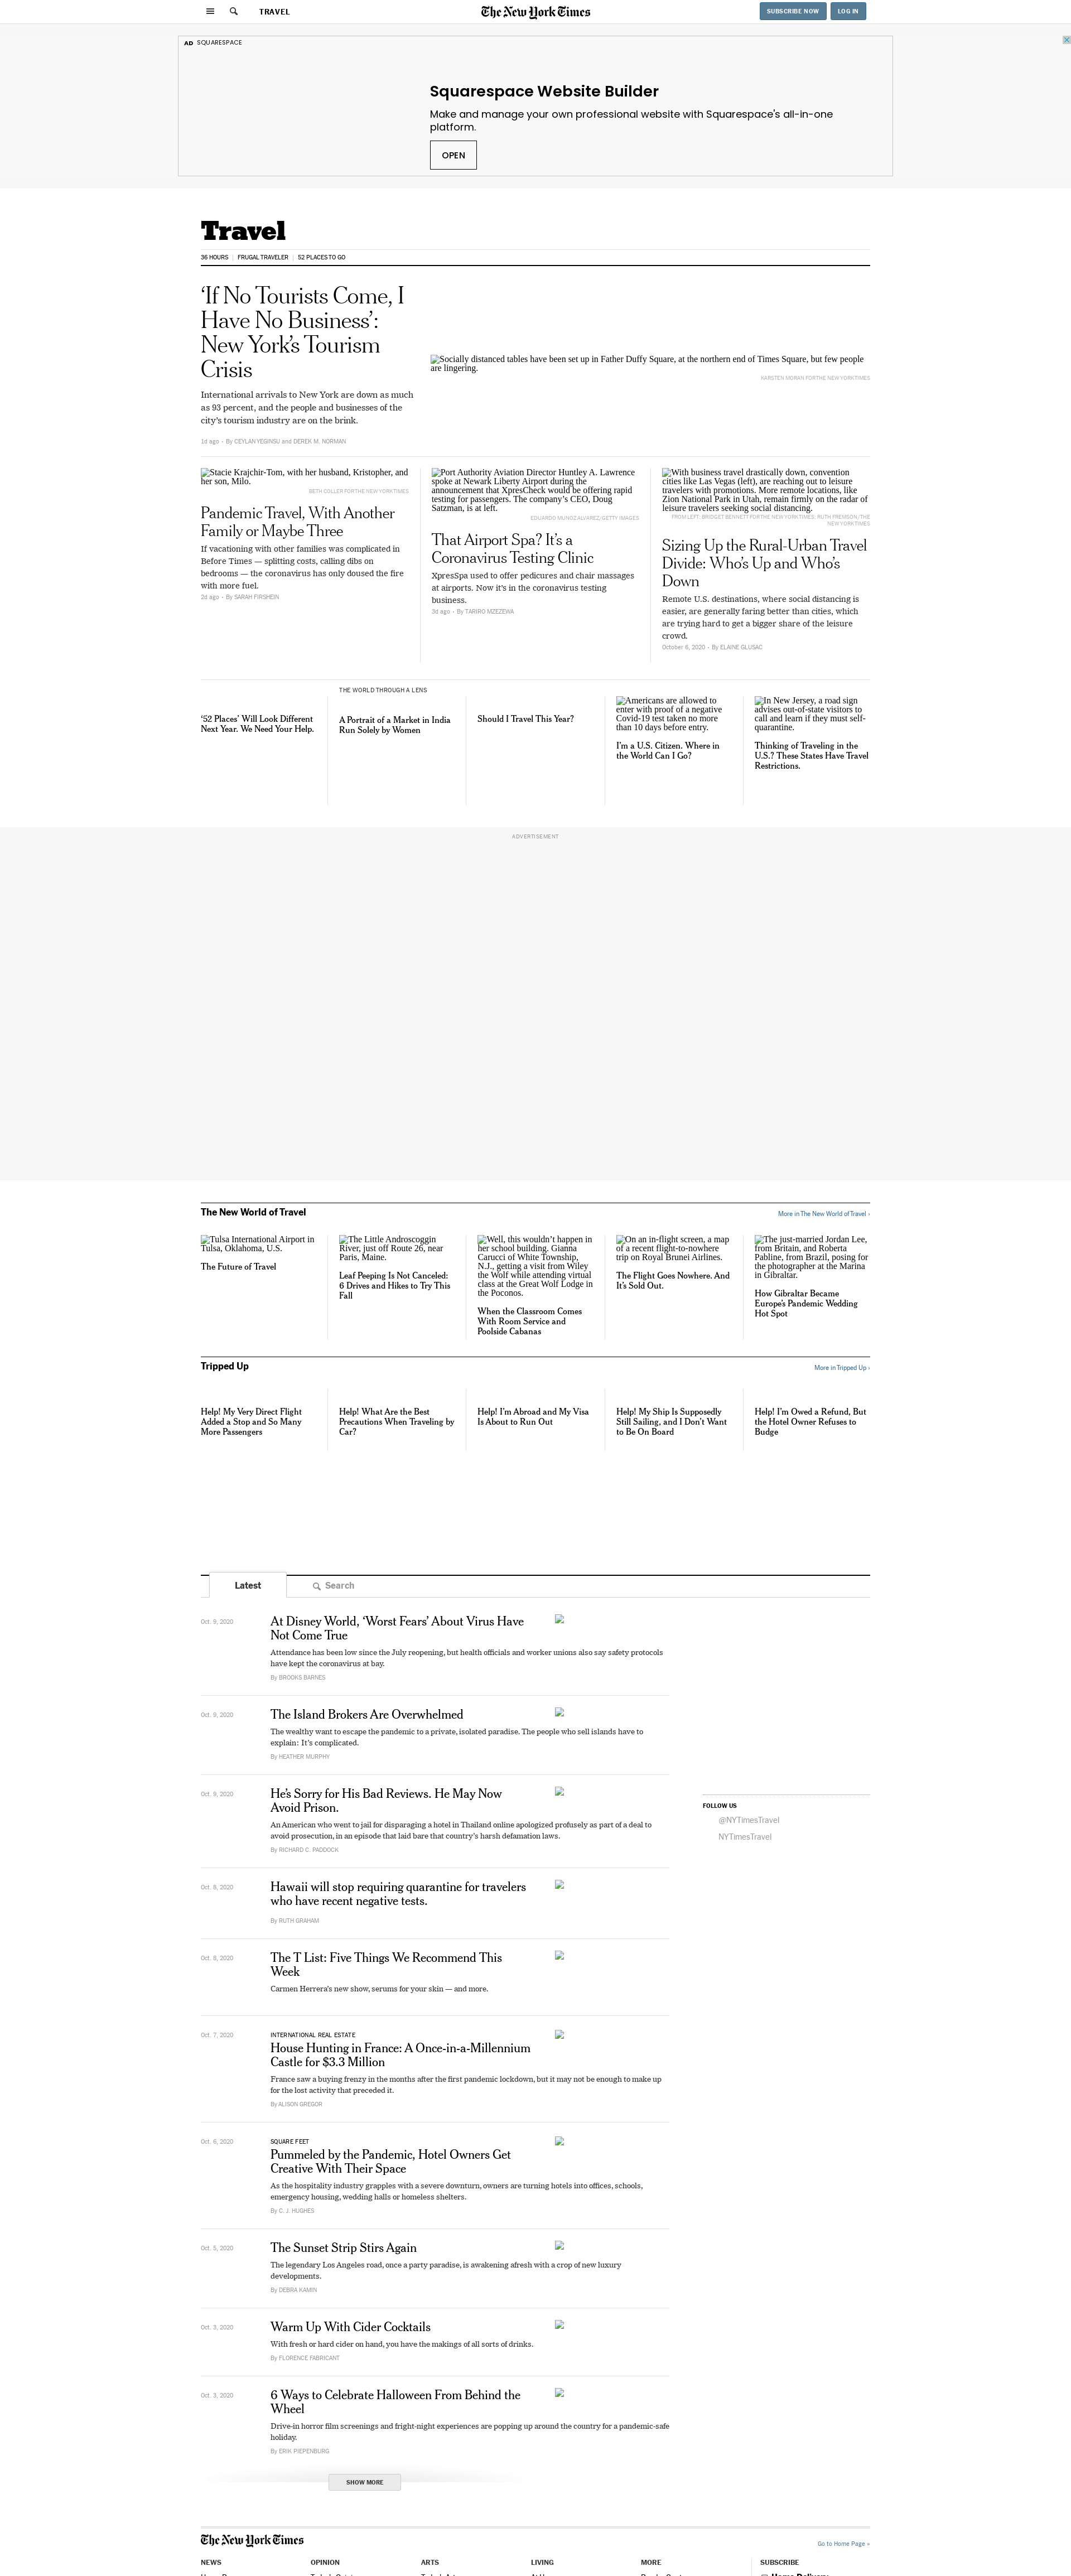 TRAVEL
The New York Times
SUBSCRIBE NOW
LOG IN
AD SQUARESPACE
Squarespace Website Builder
Make and manage your own professional website with Squarespace's all-in-one
platform.
OPEN
Travel
36 HOURS
FRUGAL TRAVELER
52 PLACES TO GO
‘If No Tourists Come, I
Have No Business’:
New York’s Tourism
Crisis
International arrivals to New York are down as much
as 93 percent, and the people and businesses of the
city’s tourism industry are on the brink.
1d ago · By CEYLAN YEGINSU and DEREK M. NORMAN
Socially distanced tables have been set up in Father Duffy Square, at the northern end of Times Square, but few people
are lingering.
KARSTEN MORAN FOR THE NEW YORK TIMES
Stacie Krajchir-Tom, with her husband, Kristopher, and
her son, Milo.
BETH COLLER FOR THE NEW YORK TIMES
Pandemic Travel, With Another
Family or Maybe Three
If vacationing with other families was complicated in
Before Times — splitting costs, calling dibs on
bedrooms — the coronavirus has only doused the fire
with more fuel.
2d ago · By SARAH FIRSHEIN
Port Authority Aviation Director Huntley A. Lawrence
spoke at Newark Liberty Airport during the
announcement that XpresCheck would be offering rapid
testing for passengers. The company’s CEO, Doug
Satzman, is at left.
EDUARDO MUNOZ ALVAREZ/GETTY IMAGES
That Airport Spa? It’s a
Coronavirus Testing Clinic
XpresSpa used to offer pedicures and chair massages
at airports. Now it’s in the coronavirus testing
business.
3d ago · By TARIRO MZEZEWA
With business travel drastically down, convention
cities like Las Vegas (left), are reaching out to leisure
travelers with promotions. More remote locations, like
Zion National Park in Utah, remain firmly on the radar of
leisure travelers seeking social distancing.
FROM LEFT: BRIDGET BENNETT FOR THE NEW YORK TIMES; RUTH FREMSON/THE
NEW YORK TIMES
Sizing Up the Rural-Urban Travel
Divide: Who’s Up and Who’s
Down
Remote U.S. destinations, where social distancing is
easier, are generally faring better than cities, which
are trying hard to get a bigger share of the leisure
crowd.
October 6, 2020 · By ELAINE GLUSAC
‘52 Places’ Will Look Different
Next Year. We Need Your Help.
THE WORLD THROUGH A LENS
A Portrait of a Market in India
Run Solely by Women
Should I Travel This Year?
Americans are allowed to
enter with proof of a negative
Covid-19 test taken no more
than 10 days before entry.
I’m a U.S. Citizen. Where in
the World Can I Go?
In New Jersey, a road sign
advises out-of-state visitors to
call and learn if they must self-
quarantine.
Thinking of Traveling in the
U.S.? These States Have Travel
Restrictions.
ADVERTISEMENT
The New World of Travel
More in The New World of Travel ›
Tulsa International Airport in
Tulsa, Oklahoma, U.S.
The Future of Travel
The Little Androscoggin
River, just off Route 26, near
Paris, Maine.
Leaf Peeping Is Not Canceled:
6 Drives and Hikes to Try This
Fall
Well, this wouldn’t happen in
her school building. Gianna
Carucci of White Township,
N.J., getting a visit from Wiley
the Wolf while attending virtual
class at the Great Wolf Lodge in
the Poconos.
When the Classroom Comes
With Room Service and
Poolside Cabanas
On an in-flight screen, a map
of a recent flight-to-nowhere
trip on Royal Brunei Airlines.
The Flight Goes Nowhere. And
It’s Sold Out.
The just-married Jordan Lee,
from Britain, and Roberta
Pabline, from Brazil, posing for
the photographer at the Marina
in Gibraltar.
How Gibraltar Became
Europe’s Pandemic Wedding
Hot Spot
Tripped Up
More in Tripped Up ›
Help! My Very Direct Flight
Added a Stop and So Many
More Passengers
Help! What Are the Best
Precautions When Traveling by
Car?
Help! I’m Abroad and My Visa
Is About to Run Out
Help! My Ship Is Supposedly
Still Sailing, and I Don’t Want
to Be On Board
Help! I’m Owed a Refund, But
the Hotel Owner Refuses to
Budge
Latest
Search
Oct. 9, 2020
At Disney World, ‘Worst Fears’ About Virus Have
Not Come True
Attendance has been low since the July reopening, but health officials and worker unions also say safety protocols
have kept the coronavirus at bay.
By BROOKS BARNES
Oct. 9, 2020
The Island Brokers Are Overwhelmed
The wealthy want to escape the pandemic to a private, isolated paradise. The people who sell islands have to
explain: It’s complicated.
By HEATHER MURPHY
Oct. 9, 2020
He’s Sorry for His Bad Reviews. He May Now
Avoid Prison.
An American who went to jail for disparaging a hotel in Thailand online apologized profusely as part of a deal to
avoid prosecution, in an episode that laid bare that country’s harsh defamation laws.
By RICHARD C. PADDOCK
FOLLOW US
@NYTimesTravel
NYTimesTravel
Oct. 8, 2020
Hawaii will stop requiring quarantine for travelers
who have recent negative tests.
By RUTH GRAHAM
Oct. 8, 2020
The T List: Five Things We Recommend This
Week
Carmen Herrera’s new show, serums for your skin — and more.
Oct. 7, 2020
INTERNATIONAL REAL ESTATE
House Hunting in France: A Once-in-a-Millennium
Castle for $3.3 Million
France saw a buying frenzy in the months after the first pandemic lockdown, but it may not be enough to make up
for the lost activity that preceded it.
By ALISON GREGOR
Oct. 6, 2020
SQUARE FEET
Pummeled by the Pandemic, Hotel Owners Get
Creative With Their Space
As the hospitality industry grapples with a severe downturn, owners are turning hotels into offices, schools,
emergency housing, wedding halls or homeless shelters.
By C. J. HUGHES
Oct. 5, 2020
The Sunset Strip Stirs Again
The legendary Los Angeles road, once a party paradise, is awakening afresh with a crop of new luxury
developments.
By DEBRA KAMIN
Oct. 3, 2020
Warm Up With Cider Cocktails
With fresh or hard cider on hand, you have the makings of all sorts of drinks.
By FLORENCE FABRICANT
Oct. 3, 2020
6 Ways to Celebrate Halloween From Behind the
Wheel
Drive-in horror film screenings and fright-night experiences are popping up around the country for a pandemic-safe
holiday.
By ERIK PIEPENBURG
SHOW MORE
The New York Times
Go to Home Page »
NEWS
OPINION
ARTS
LIVING
MORE
SUBSCRIBE